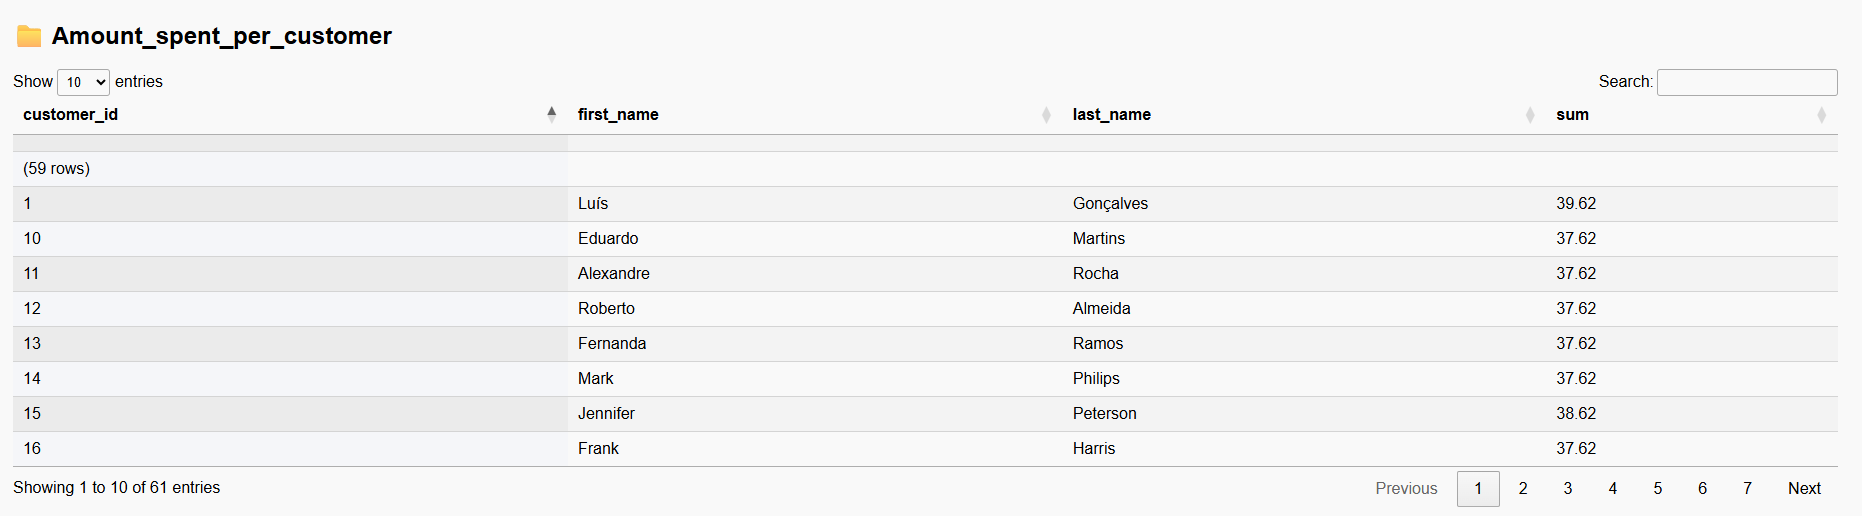 Amount_spent_per_customer
Show 10 entries Search:
customer_id first_name last_name sum
(59 rows)
1 Luís Gonçalves 39.62
10 Eduardo Martins 37.62
11 Alexandre Rocha 37.62
12 Roberto Almeida 37.62
13 Fernanda Ramos 37.62
14 Mark Philips 37.62
15 Jennifer Peterson 38.62
16 Frank Harris 37.62
Showing 1 to 10 of 61 entries Previous 1 2 3 4 5 6 7 Next